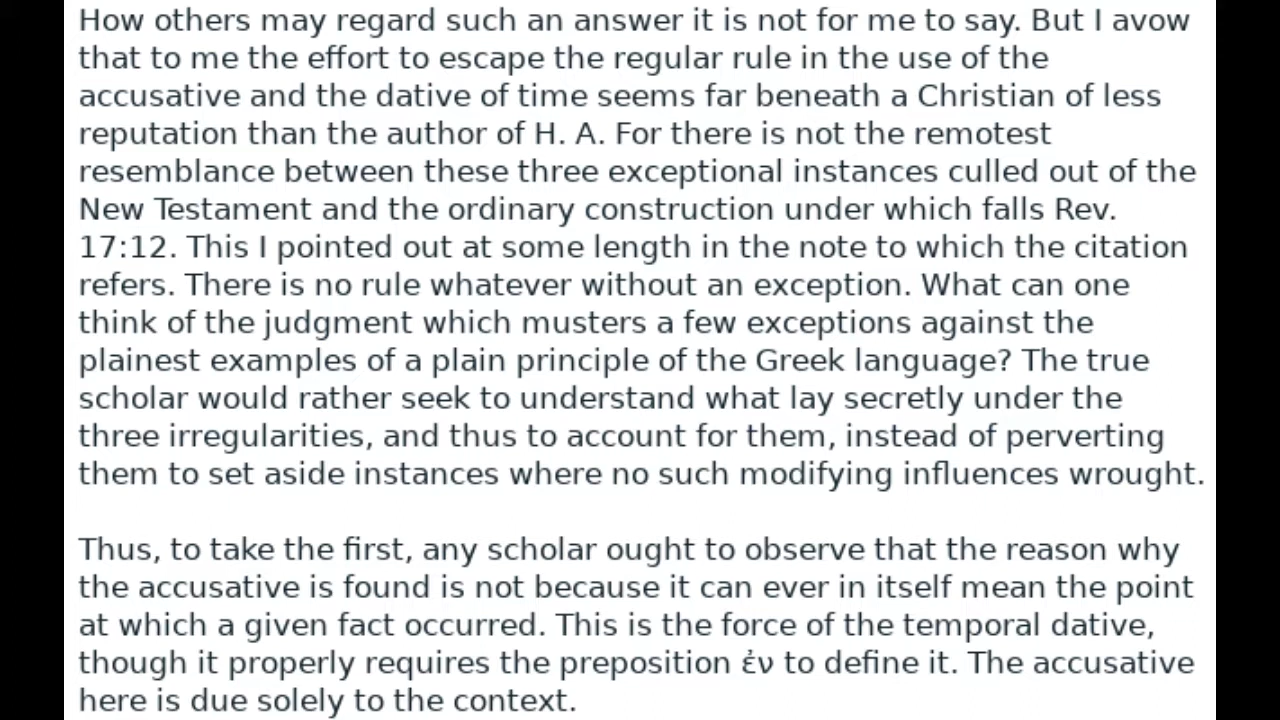 How others may regard such an answer it is not for me to say. But I avow
that to me the effort to escape the regular rule in the use of the
accusative and the dative of time seems far beneath a Christian of less
reputation than the author of H. A. For there is not the remotest
resemblance between these three exceptional instances culled out of the
New Testament and the ordinary construction under which falls Rev.
17:12. This I pointed out at some length in the note to which the citation
refers. There is no rule whatever without an exception. What can one
think of the judgment which musters a few exceptions against the
plainest examples of a plain principle of the Greek language? The true
scholar would rather seek to understand what lay secretly under the
three irregularities, and thus to account for them, instead of perverting
them to set aside instances where no such modifying influences wrought.
Thus, to take the first, any scholar ought to observe that the reason why
the accusative is found is not because it can ever in itself mean the point
at which a given fact occurred. This is the force of the temporal dative,
though it properly requires the preposition ἐν to define it. The accusative
here is due solely to the context.